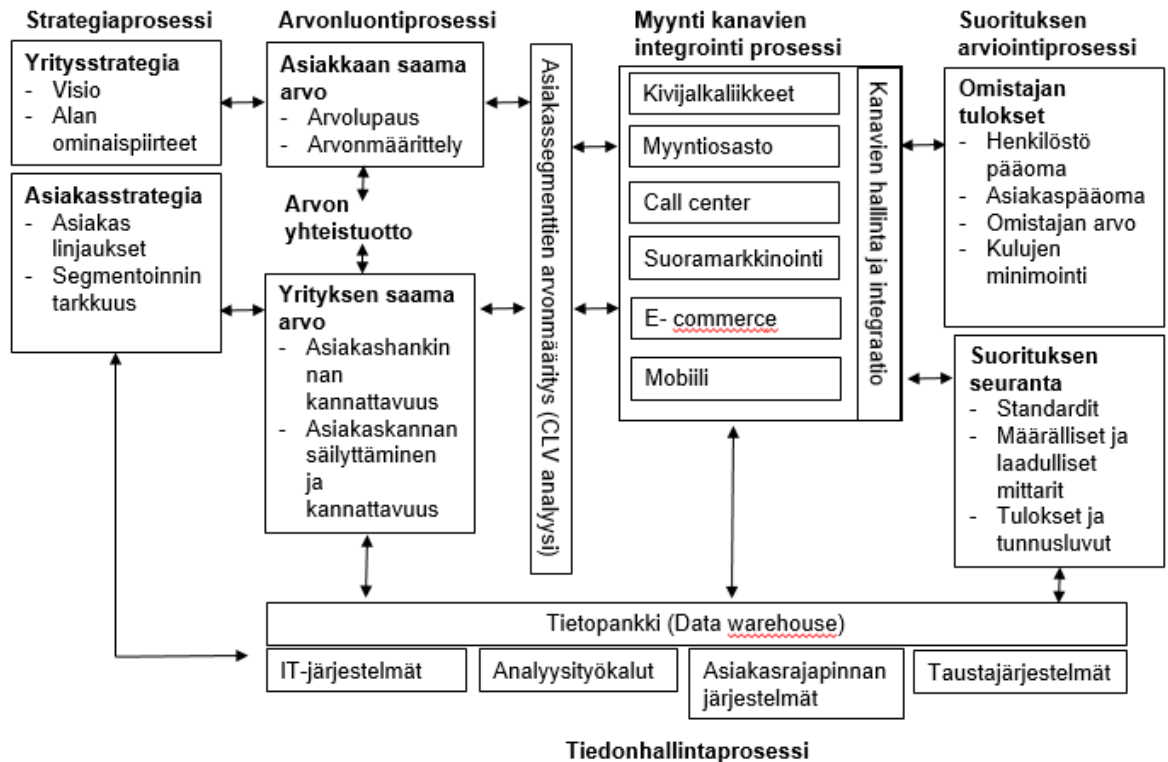 Strategiaprosessi
Yritysstrategia
- Visio
- Alan
ominaispiirteet
Asiakasstrategia
- Asiakas
linjaukset
- Segmentoinnin
tarkkuus
Arvonluontiprosessi
Asiakkaan saama
arvo
- Arvolupaus
- Arvonmäärittely
Arvon
yhteistuotto
Yrityksen saama
arvo
- Asiakashankin
nan
kannattavuus
- Asiakaskannan
säilyttäminen
ja
kannattavuus
Asiakassegmenttien arvonmääritys (CLV analyysi)
Myynti kanavien
integrointi prosessi
Kivijalkaliikkeet
Myyntiosasto
Call center
Suoramarkkinointi
E- commerce
Mobiili
Kanavien hallinta ja integraatio
Suorituksen
arviointiprosessi
Omistajan
tulokset
- Henkilöstö
pääoma
- Asiakaspääoma
- Omistajan arvo
- Kulujen
minimointi
Suorituksen
seuranta
- Standardit
- Määrälliset ja
laadulliset
mittarit
- Tulokset ja
tunnusluvut
Tietopankki (Data warehouse)
IT-järjestelmät
Analyysityökalut
Asiakasrajapinnan
järjestelmät
Taustajärjestelmät
Tiedonhallintaprosessi